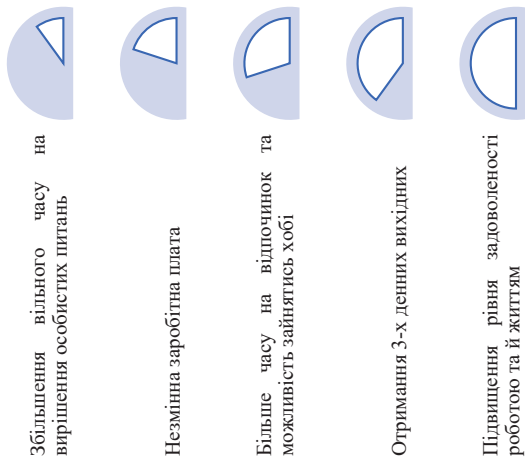 Збільшення вільного часу на
вирішення особистих питань
Незмінна заробітна плата
Більше часу на відпочинок та
можливість зайнятись хобі
Отримання 3-х денних вихідних
Підвищення рівня задоволеності
роботою та й життям